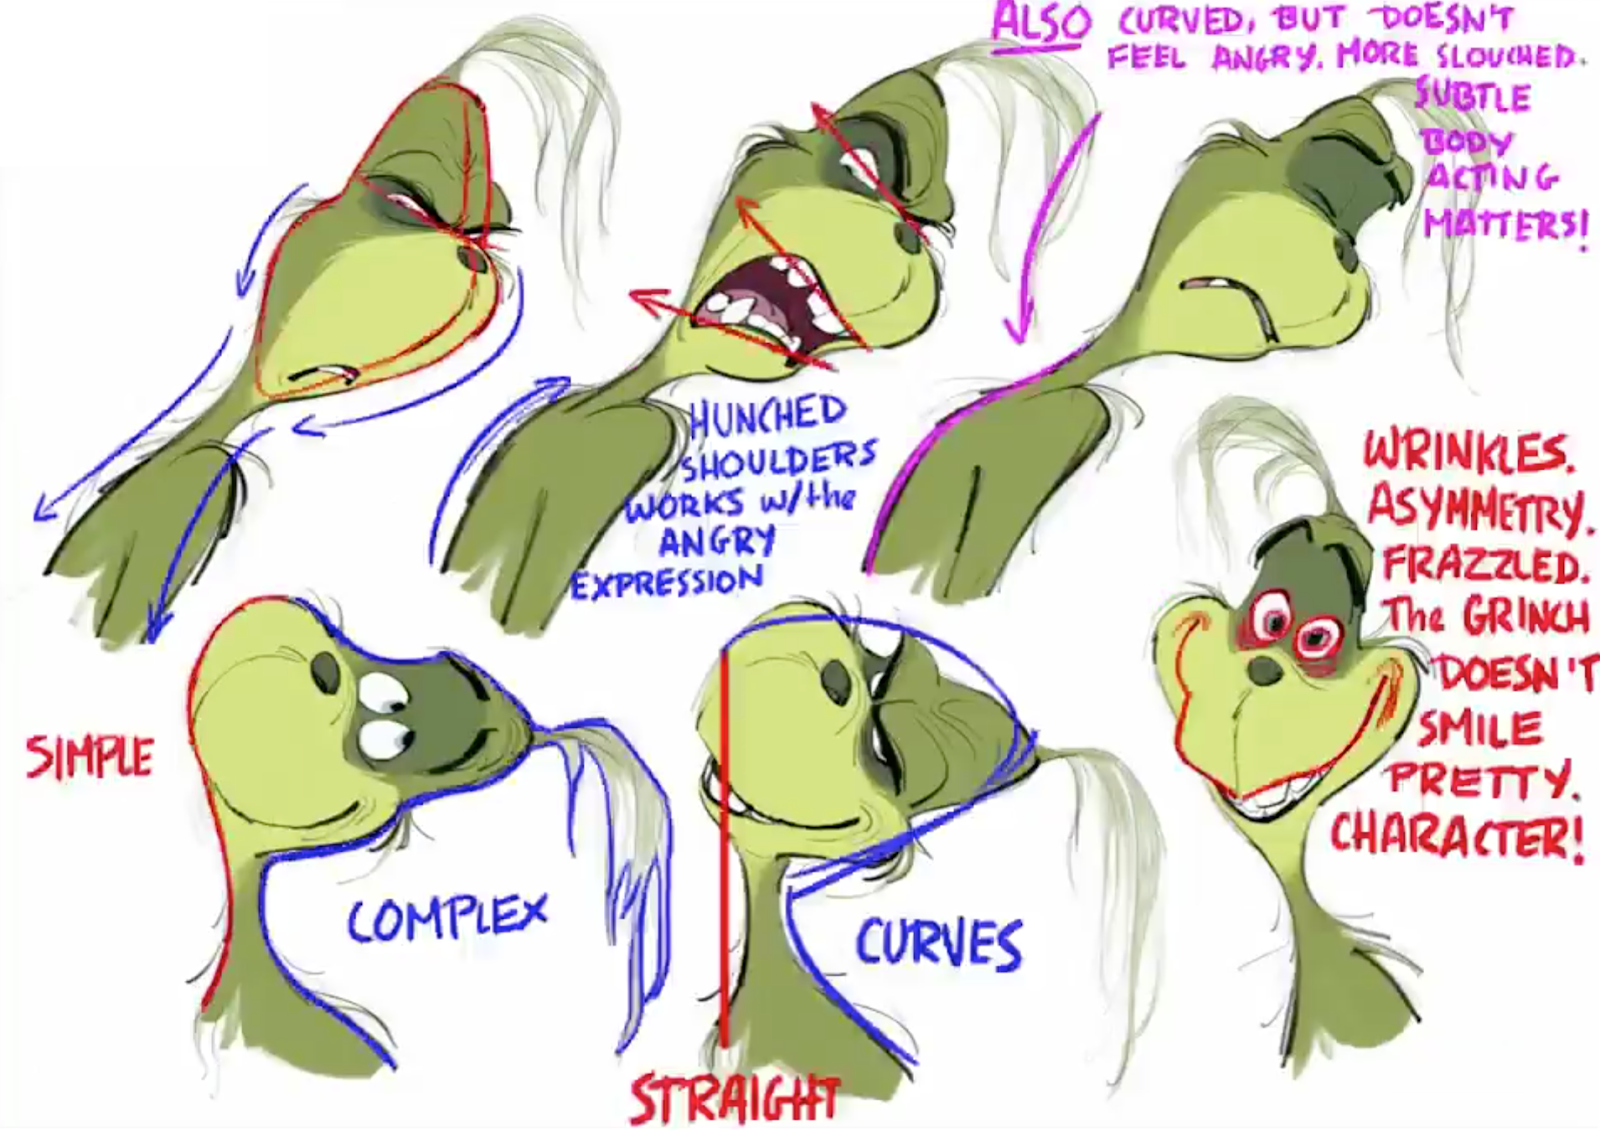 ALSO CURVED, BUT DOESN'T
FEEL ANGRY. MORE SLOUCHED.
SUBTLE
BODY
ACTING
MATTERS!
HUNCHED
SHOULDERS
WORKS w/the
ANGRY
EXPRESSION
WRINKLES.
ASYMMETRY.
FRAZZLED.
The GRINCH
DOESN'T
SMILE
PRETTY.
CHARACTER!
SIMPLE
COMPLEX
CURVES
STRAIGHT